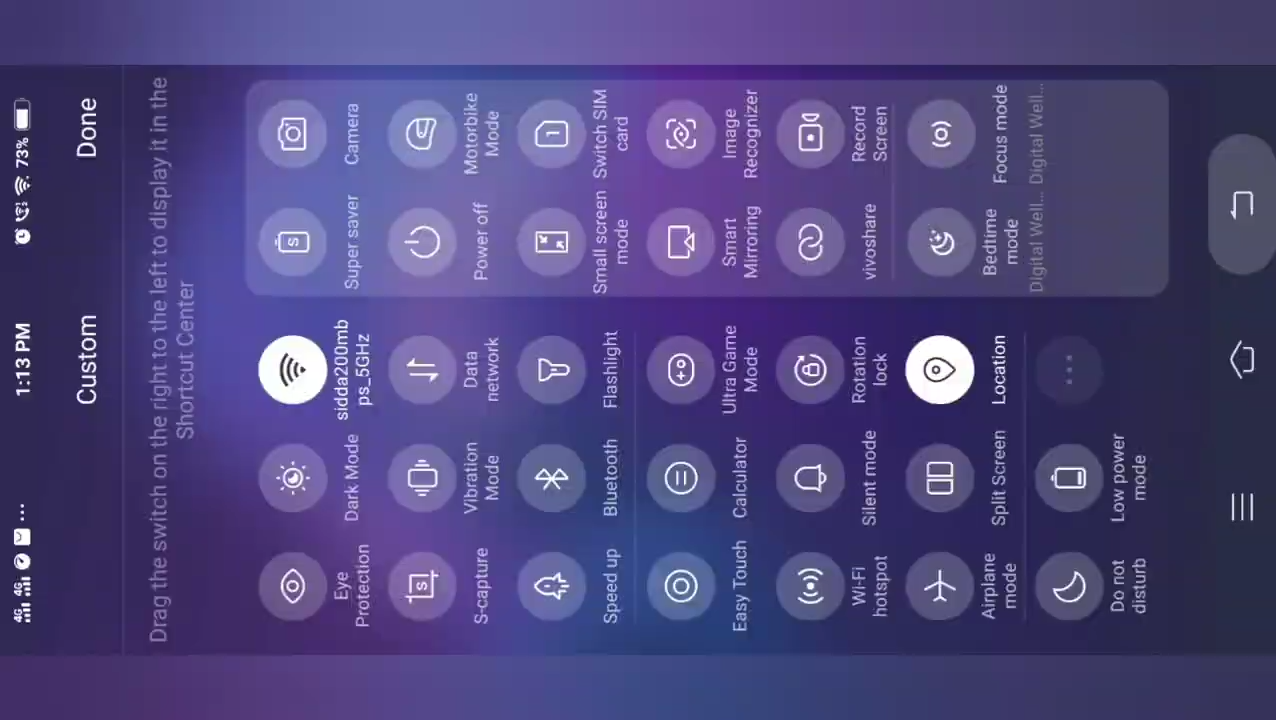 4G 4G ... 1:13 PM 73%
Custom
Done
Drag the switch on the right to the left to display it in the
Shortcut Center
Eye
Protection
Dark Mode
sidda200mb
ps_5GHz
Super saver
Camera
S-capture
Vibration
Mode
Data
network
Power off
Motorbike
Mode
Speed up
Bluetooth
Flashlight
Small screen
mode
Switch SIM
card
Easy Touch
Calculator
Ultra Game
Mode
Smart
Mirroring
Image
Recognizer
Wi-Fi
hotspot
Silent mode
Rotation
lock
vivoshare
Record
Screen
Airplane
mode
Split Screen
Location
Bedtime
mode
Digital Well...
Focus mode
Digital Well...
Do not
disturb
Low power
mode